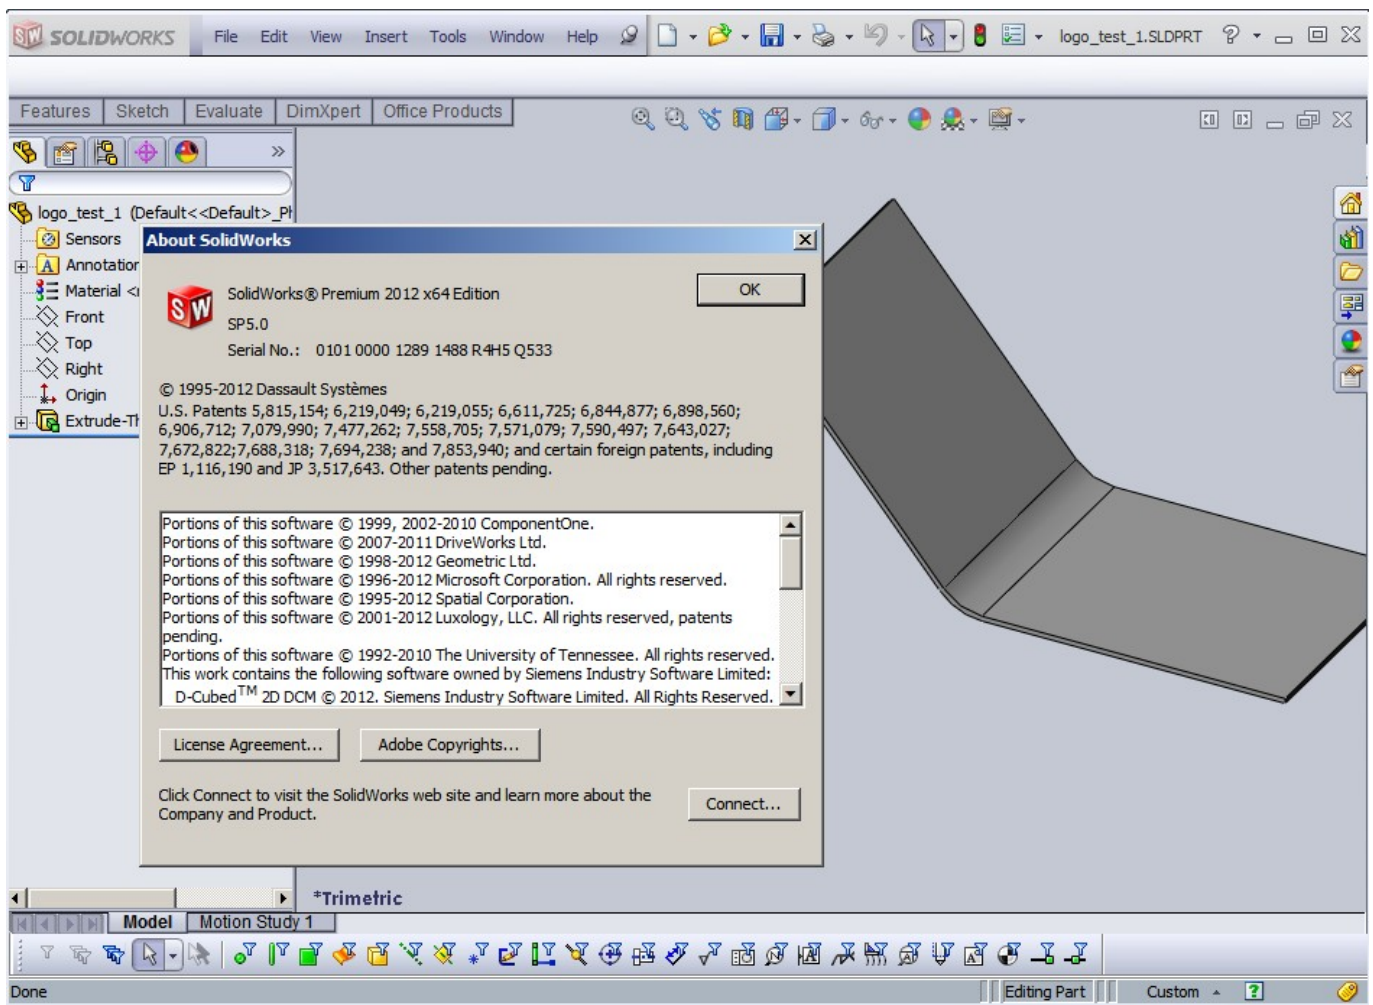 SW SOLIDWORKS File Edit View Insert Tools Window Help logo_test_1.SLDPRT ?
Features Sketch Evaluate DimXpert Office Products
logo_test_1 (Default<<Default>_Ph
Sensors
Annotation
Material <n
Front
Top
Right
Origin
Extrude-Th
About SolidWorks
SW
SolidWorks® Premium 2012 x64 Edition
OK
SP5.0
Serial No.: 0101 0000 1289 1488 R4H5 Q533
© 1995-2012 Dassault Systèmes
U.S. Patents 5,815,154; 6,219,049; 6,219,055; 6,611,725; 6,844,877; 6,898,560;
6,906,712; 7,079,990; 7,477,262; 7,558,705; 7,571,079; 7,590,497; 7,643,027;
7,672,822;7,688,318; 7,694,238; and 7,853,940; and certain foreign patents, including
EP 1,116,190 and JP 3,517,643. Other patents pending.
Portions of this software © 1999, 2002-2010 ComponentOne.
Portions of this software © 2007-2011 DriveWorks Ltd.
Portions of this software © 1998-2012 Geometric Ltd.
Portions of this software © 1996-2012 Microsoft Corporation. All rights reserved.
Portions of this software © 1995-2012 Spatial Corporation.
Portions of this software © 2001-2012 Luxology, LLC. All rights reserved, patents
pending.
Portions of this software © 1992-2010 The University of Tennessee. All rights reserved.
This work contains the following software owned by Siemens Industry Software Limited:
D-Cubed™ 2D DCM © 2012. Siemens Industry Software Limited. All Rights Reserved.
License Agreement... Adobe Copyrights...
Click Connect to visit the SolidWorks web site and learn more about the
Company and Product.
Connect...
*Trimetric
Model Motion Study 1
Done Editing Part Custom ?